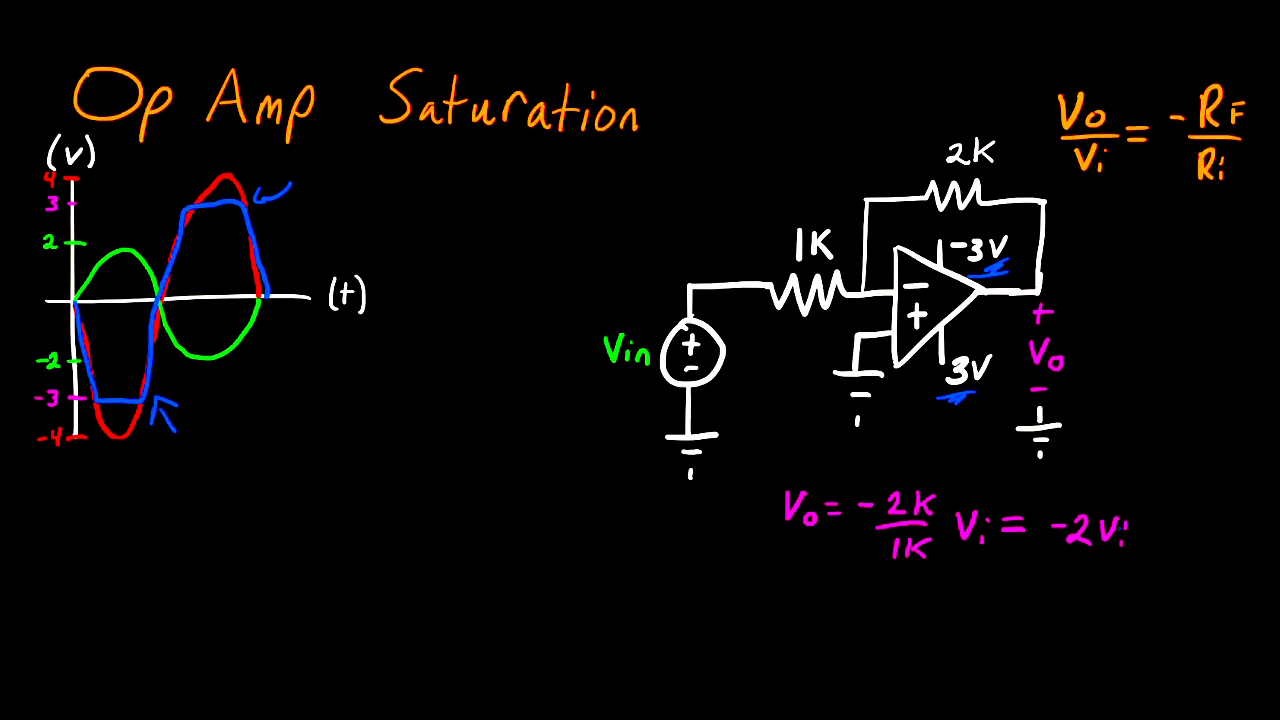 Op Amp Saturation
Vo/Vi = -RF/Ri
(v)
4
3
2
-2
-3
-4
(t)
2K
1K
-3V
-
+
3V
Vin
+
-
+
Vo
-
Vo = -2K/1K Vi = -2Vi